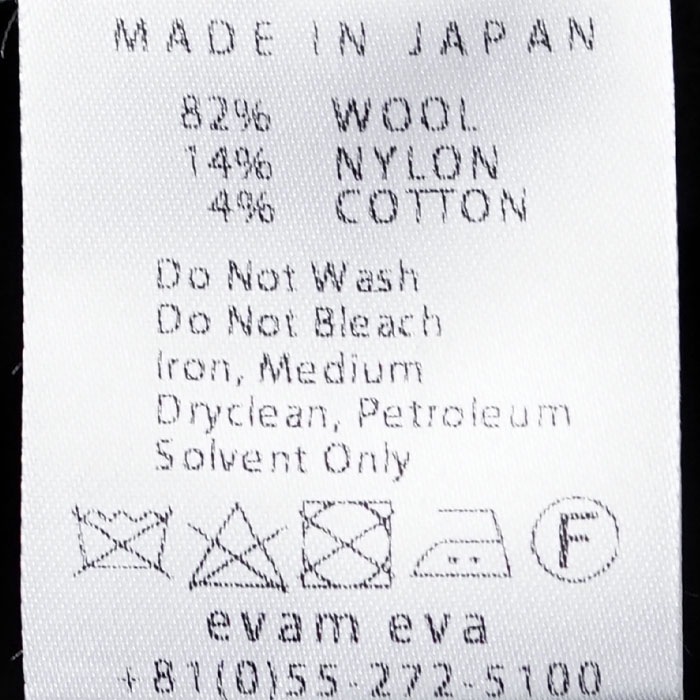 MADE IN JAPAN
82% WOOL
14% NYLON
4% COTTON
Do Not Wash
Do Not Bleach
Iron, Medium
Dryclean, Petroleum
Solvent Only
F
evam eva
+81(0)55-272-5100